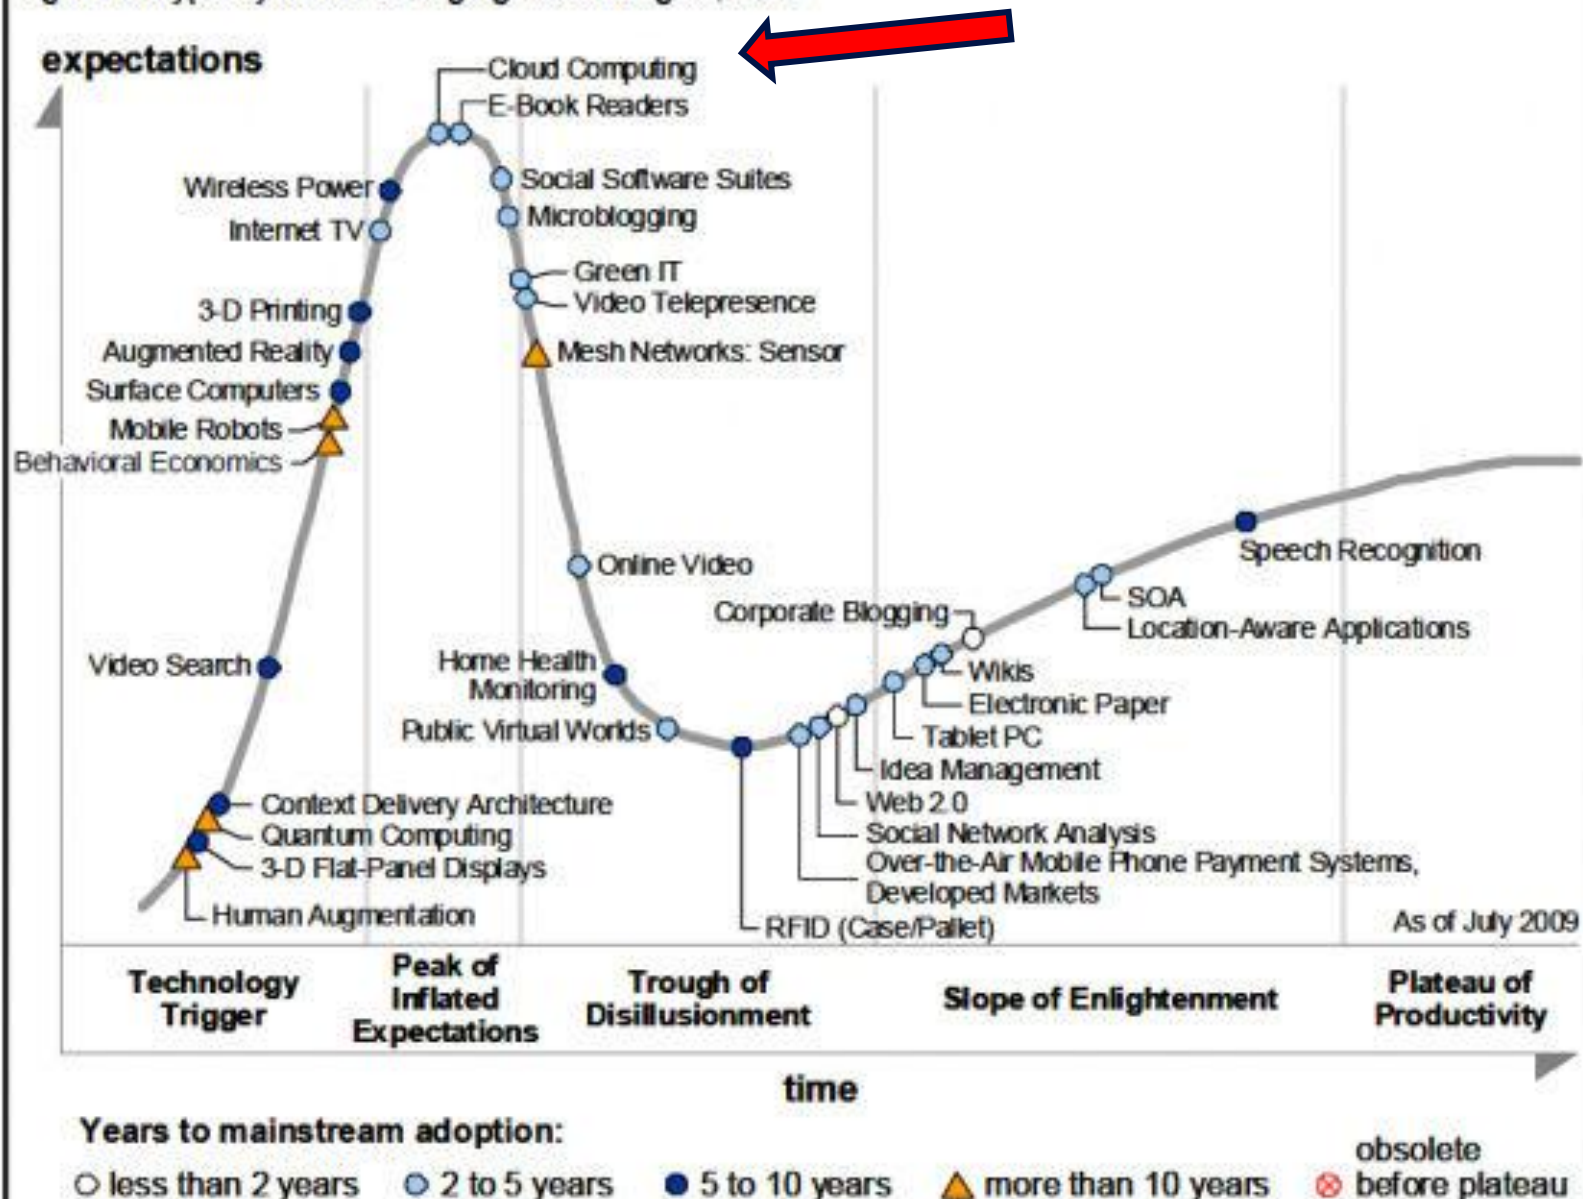 expectations
Cloud Computing
E-Book Readers
Wireless Power
Social Software Suites
Internet TV
Microblogging
Green IT
Video Telepresence
3-D Printing
Augmented Reality
Mesh Networks: Sensor
Surface Computers
Mobile Robots
Behavioral Economics
Online Video
Speech Recognition
SOA
Corporate Blogging
Location-Aware Applications
Video Search
Home Health
Monitoring
Wikis
Electronic Paper
Public Virtual Worlds
Tablet PC
Idea Management
Web 2.0
Context Delivery Architecture
Quantum Computing
Social Network Analysis
3-D Flat-Panel Displays
Over-the-Air Mobile Phone Payment Systems,
Developed Markets
Human Augmentation
RFID (Case/Pallet)
As of July 2009
Technology
Trigger
Peak of
Inflated
Expectations
Trough of
Disillusionment
Slope of Enlightenment
Plateau of
Productivity
time
Years to mainstream adoption:
less than 2 years
2 to 5 years
5 to 10 years
more than 10 years
obsolete
before plateau